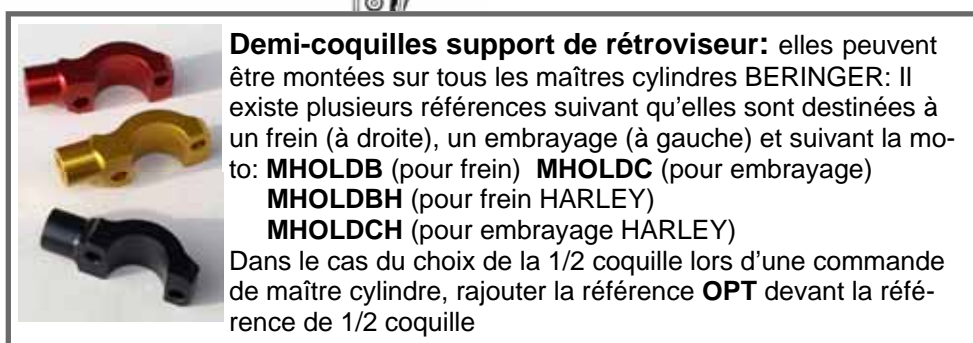 Demi-coquilles support de rétroviseur: elles peuvent
être montées sur tous les maîtres cylindres BERINGER: Il
existe plusieurs références suivant qu'elles sont destinées à
un frein (à droite), un embrayage (à gauche) et suivant la mo-
to: MHOLDB (pour frein) MHOLDC (pour embrayage)
MHOLDBH (pour frein HARLEY)
MHOLDCH (pour embrayage HARLEY)
Dans le cas du choix de la 1/2 coquille lors d'une commande
de maître cylindre, rajouter la référence OPT devant la réfé-
rence de 1/2 coquille